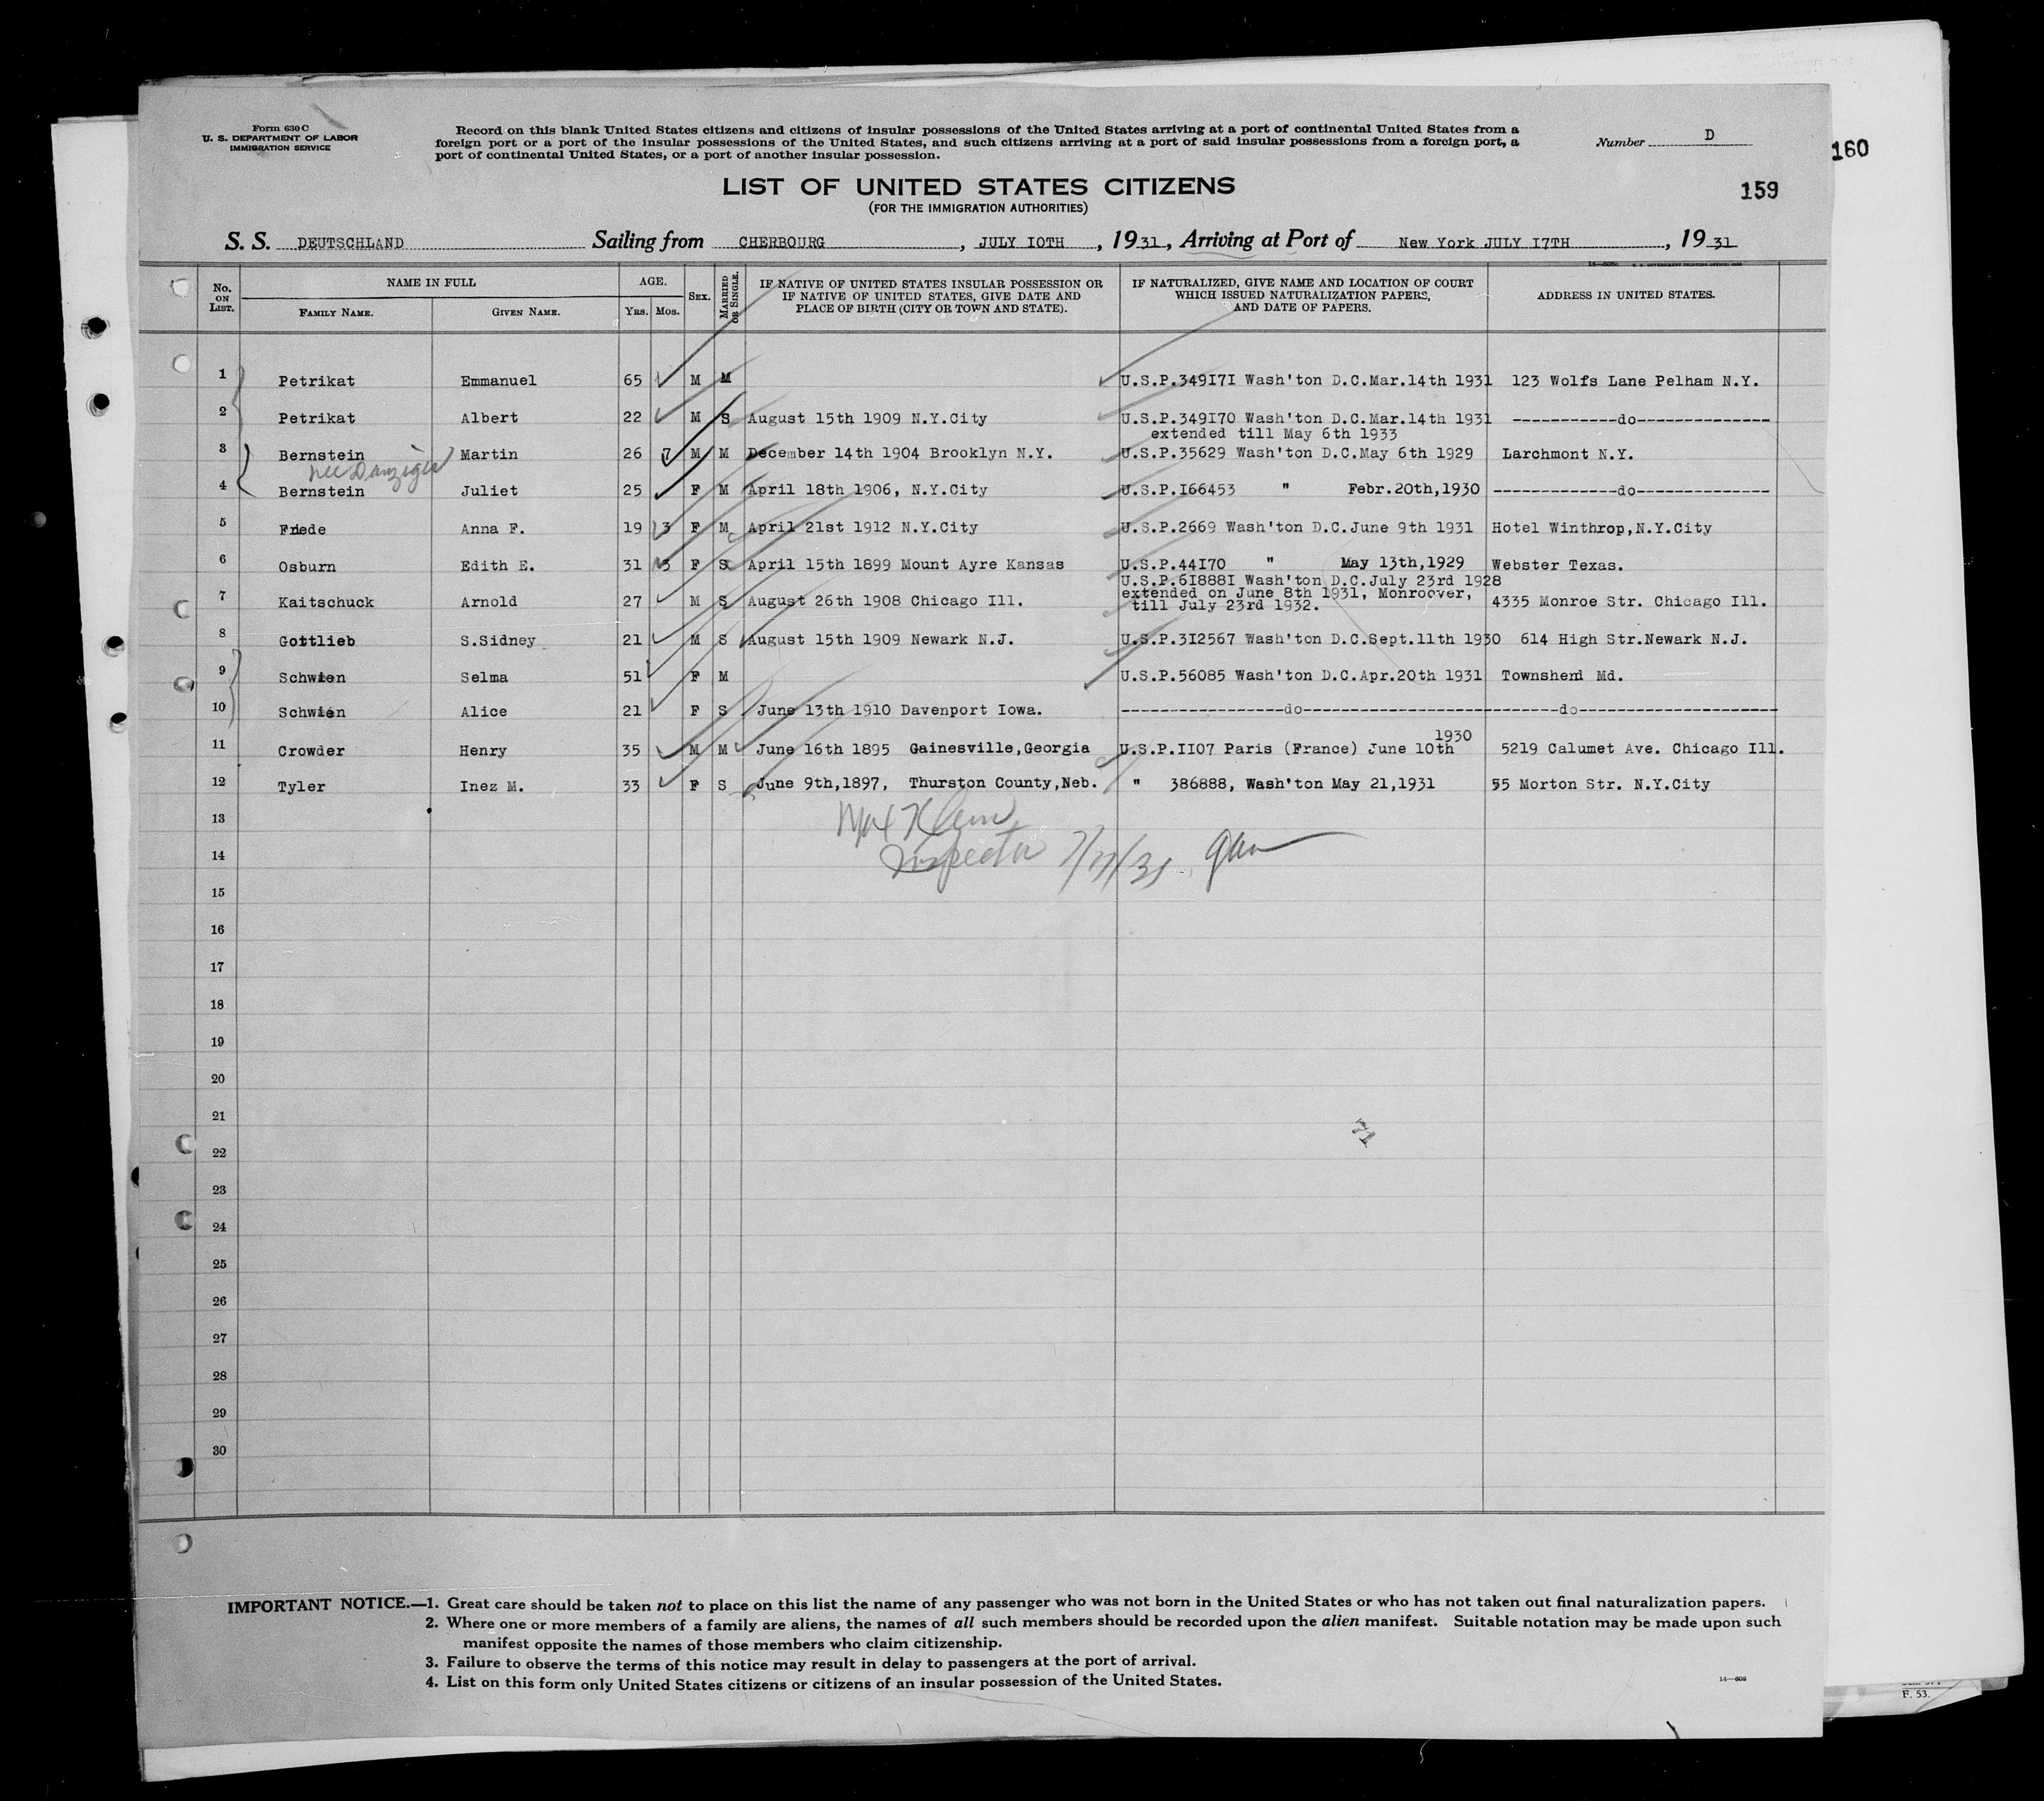 Form 630 C
U. S. DEPARTMENT OF LABOR
IMMIGRATION SERVICE
Record on this blank United States citizens and citizens of insular possessions of the United States arriving at a port of continental United States from a
foreign port or a port of the insular possessions of the United States, and such citizens arriving at a port of said insular possessions from a foreign port, a
port of continental United States, or a port of another insular possession.
Number D
160
LIST OF UNITED STATES CITIZENS
(FOR THE IMMIGRATION AUTHORITIES)
159
S. S. DEUTSCHLAND Sailing from CHERBOURG , JULY IOTH , 1931, Arriving at Port of New York JULY I7TH , 1931
No. ON LIST. NAME IN FULL FAMILY NAME. GIVEN NAME. AGE. YRS. MOS. SEX. MARRIED OR SINGLE. IF NATIVE OF UNITED STATES INSULAR POSSESSION OR IF NATIVE OF UNITED STATES, GIVE DATE AND PLACE OF BIRTH (CITY OR TOWN AND STATE). IF NATURALIZED, GIVE NAME AND LOCATION OF COURT WHICH ISSUED NATURALIZATION PAPERS, AND DATE OF PAPERS. ADDRESS IN UNITED STATES.
1 Petrikat Emmanuel 65 M M U.S.P.349I7I Wash'ton D.C.Mar.14th 1931 123 Wolfs Lane Pelham N.Y.
2 Petrikat Albert 22 M S August 15th 1909 N.Y.City U.S.P.349I70 Wash'ton D.C.Mar.14th 1931 -----------do--------------
extended till May 6th 1933
3 Bernstein Martin 26 7 M M December 14th 1904 Brooklyn N.Y. U.S.P.35629 Wash'ton D.C.May 6th 1929 Larchmont N.Y.
nee Danziger
4 Bernstein Juliet 25 F M April 18th 1906, N.Y.City U.S.P.I66453 " Febr.20th,1930 -------------do--------------
5 Friede Anna F. 19 3 F M April 21st 1912 N.Y.City U.S.P.2669 Wash'ton D.C.June 9th 1931 Hotel Winthrop,N.Y.City
6 Osburn Edith E. 31 3 F S April 15th 1899 Mount Ayre Kansas U.S.P.44I70 " May 13th,1929 Webster Texas.
U.S.P.6I888I Wash'ton D.C.July 23rd 1928
extended on June 8th 1931, Monroover,
7 Kaitschuck Arnold 27 M S August 26th 1908 Chicago Ill. till July 23rd 1932. 4335 Monroe Str. Chicago Ill.
8 Gottlieb S.Sidney 21 M S August 15th 1909 Newark N.J. U.S.P.3I2567 Wash'ton D.C.Sept.11th 1930 614 High Str.Newark N.J.
9 Schwien Selma 51 F M U.S.P.56085 Wash'ton D.C.Apr.20th 1931 Townshend Md.
10 Schwien Alice 21 F S June 13th 1910 Davenport Iowa. -----------------do---------------------------do---------------------
1930
11 Crowder Henry 35 M M June 16th 1895 Gainesville,Georgia U.S.P.II07 Paris (France) June 10th 5219 Calumet Ave. Chicago Ill.
12 Tyler Inez M. 33 F S June 9th,1897, Thurston County,Neb. " 386888, Wash'ton May 21,1931 55 Morton Str. N.Y.City
13
Max Klein
14 Inspector 7/17/31
15
16
17
18
19
20
21
71
22
23
24
25
26
27
28
29
30
IMPORTANT NOTICE.—1. Great care should be taken not to place on this list the name of any passenger who was not born in the United States or who has not taken out final naturalization papers.
2. Where one or more members of a family are aliens, the names of all such members should be recorded upon the alien manifest. Suitable notation may be made upon such
manifest opposite the names of those members who claim citizenship.
3. Failure to observe the terms of this notice may result in delay to passengers at the port of arrival.
4. List on this form only United States citizens or citizens of an insular possession of the United States.
14—608
F. 53.